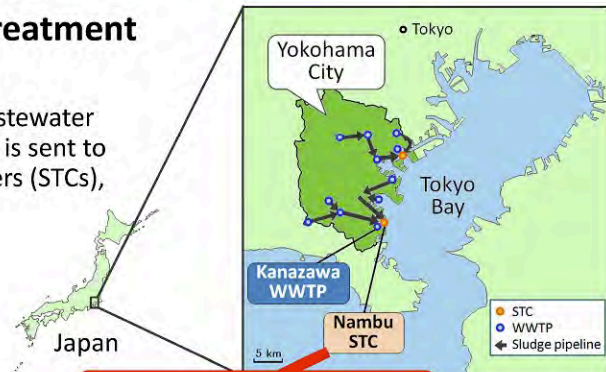 reatment
stewater
is sent to
ers (STCs),
Japan
Tokyo
Yokohama
City
Tokyo
Bay
Kanazawa
WWTP
Nambu
STC
5 km
STC
WWTP
Sludge pipeline